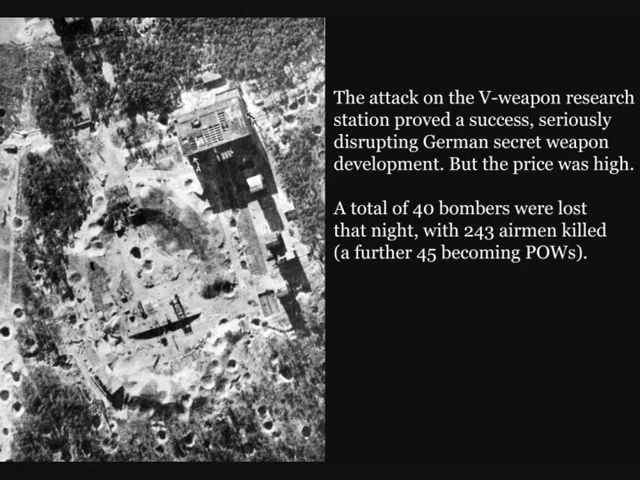 The attack on the V-weapon research
station proved a success, seriously
disrupting German secret weapon
development. But the price was high.
A total of 40 bombers were lost
that night, with 243 airmen killed
(a further 45 becoming POWs).